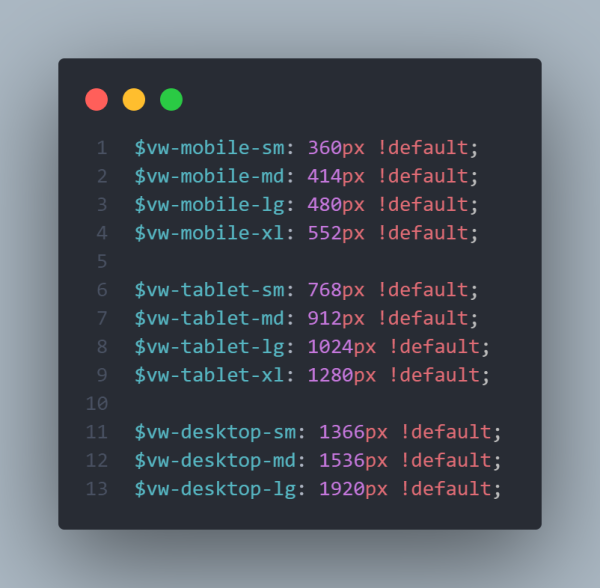 1 $vw-mobile-sm: 360px !default;
2 $vw-mobile-md: 414px !default;
3 $vw-mobile-lg: 480px !default;
4 $vw-mobile-xl: 552px !default;
5
6 $vw-tablet-sm: 768px !default;
7 $vw-tablet-md: 912px !default;
8 $vw-tablet-lg: 1024px !default;
9 $vw-tablet-xl: 1280px !default;
10
11 $vw-desktop-sm: 1366px !default;
12 $vw-desktop-md: 1536px !default;
13 $vw-desktop-lg: 1920px !default;